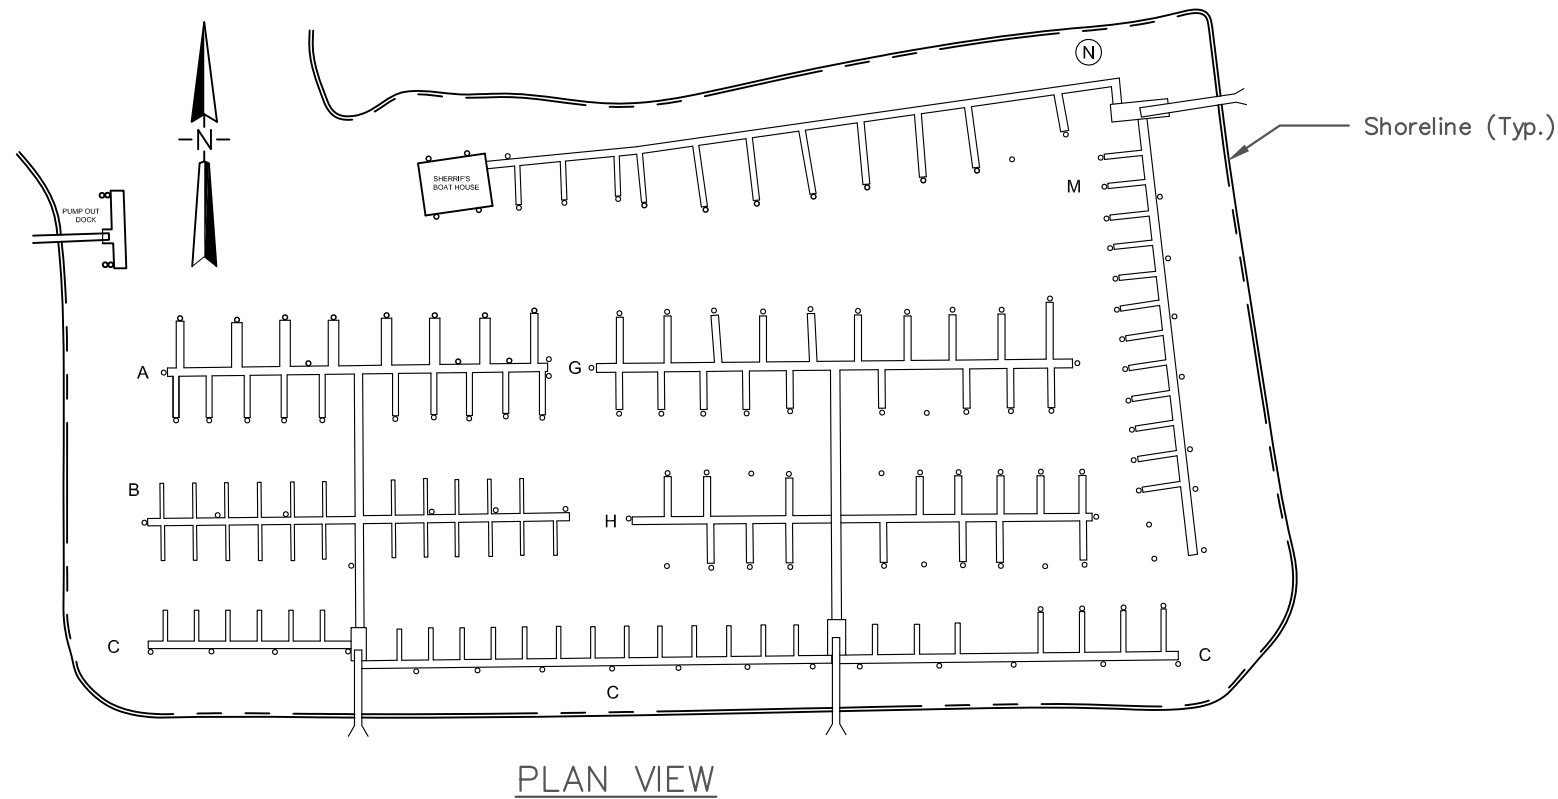 N
N
Shoreline (Typ.)
SHERRIF'S
BOAT HOUSE
M
PUMP OUT
DOCK
A
G
B
H
C
C
C
PLAN VIEW